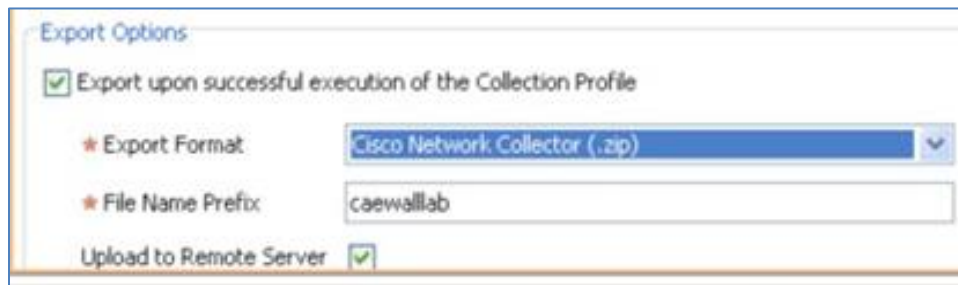 Export Options
Export upon successful execution of the Collection Profile
* Export Format Cisco Network Collector (.zip)
* File Name Prefix caewalllab
Upload to Remote Server